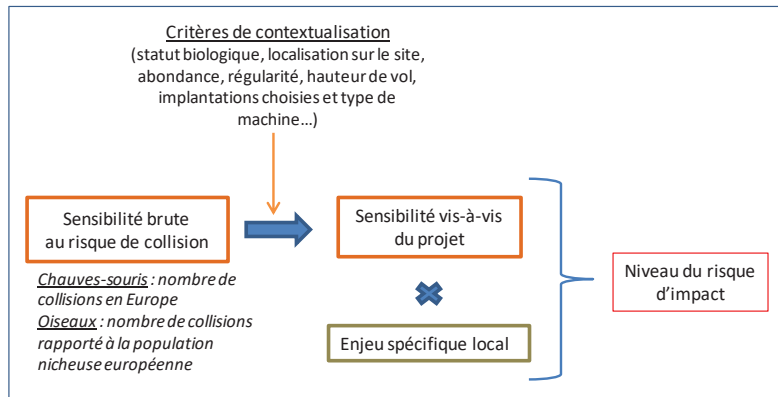 Critères de contextualisation
(statut biologique, localisation sur le site,
abondance, régularité, hauteur de vol,
implantations choisies et type de
machine…)
Sensibilité brute
au risque de collision
Sensibilité vis-à-vis
du projet
Chauves-souris : nombre de
collisions en Europe
Oiseaux : nombre de collisions
rapporté à la population
nicheuse européenne
Enjeu spécifique local
Niveau du risque
d’impact